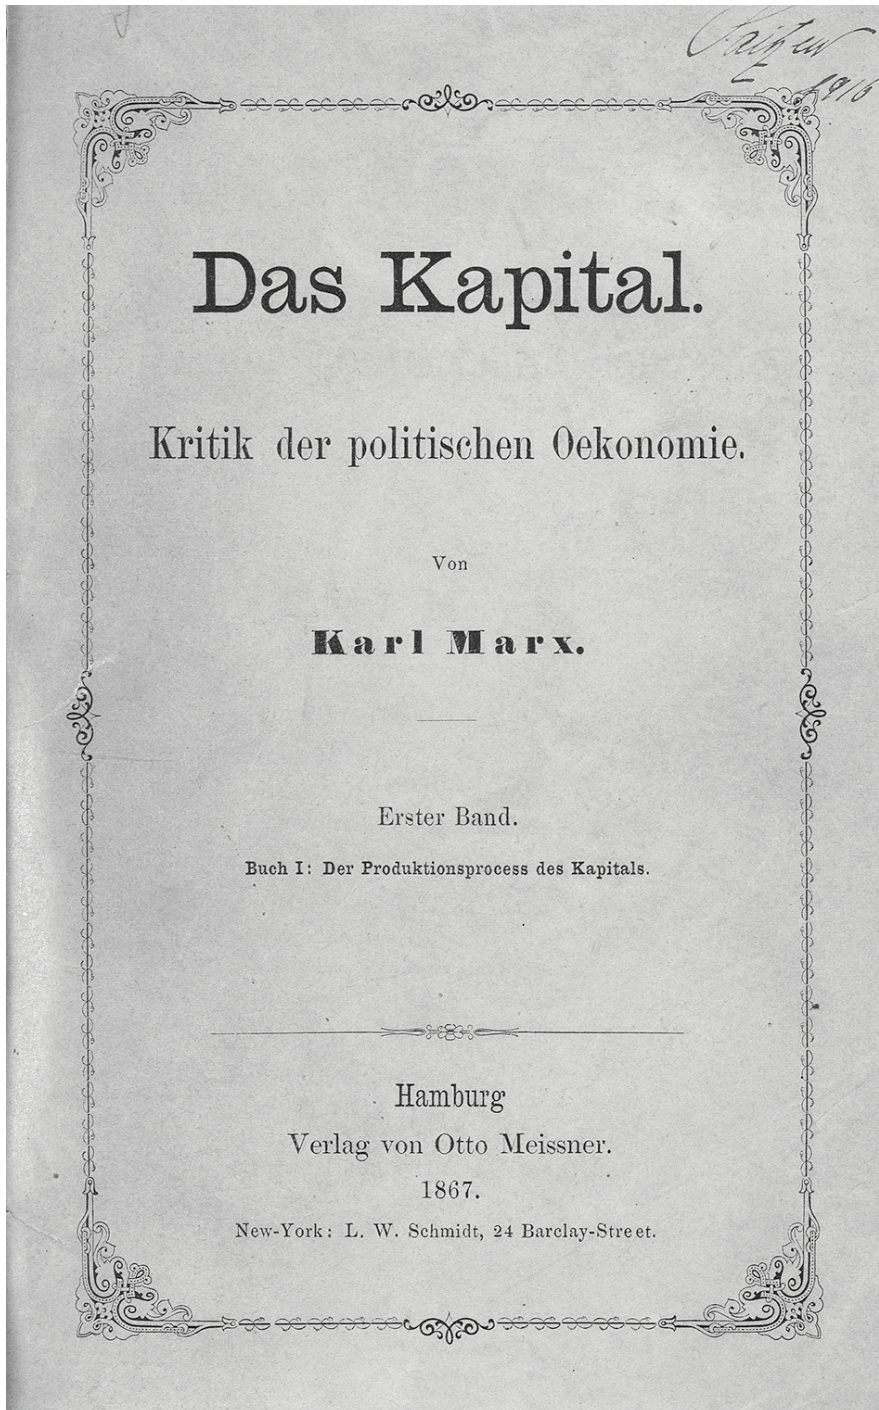 1916
Das Kapital.
Kritik der politischen Oekonomie.
Von
Karl Marx.
Erster Band.
Buch I: Der Produktionsprocess des Kapitals.
Hamburg
Verlag von Otto Meissner.
1867.
New-York: L. W. Schmidt, 24 Barclay-Street.